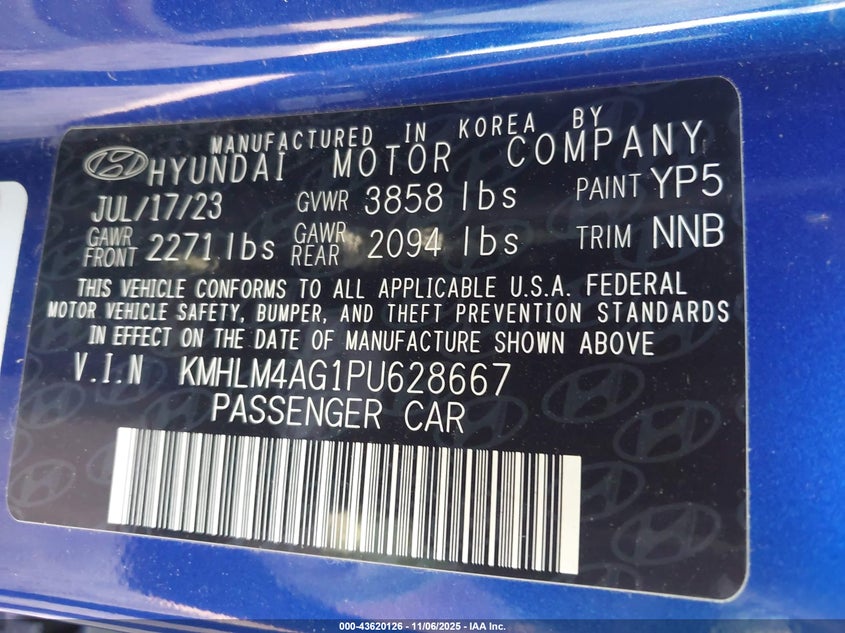 MANUFACTURED IN KOREA BY
HYUNDAI MOTOR COMPANY
JUL/17/23 GVWR 3858 lbs PAINT YP5
GAWR FRONT 2271 lbs GAWR REAR 2094 lbs TRIM NNB
THIS VEHICLE CONFORMS TO ALL APPLICABLE U.S.A. FEDERAL
MOTOR VEHICLE SAFETY, BUMPER, AND THEFT PREVENTION STANDARDS
IN EFFECT ON THE DATE OF MANUFACTURE SHOWN ABOVE
V.I.N KMHLM4AG1PU628667
PASSENGER CAR
000-43620126 - 11/06/2025 - IAA Inc.